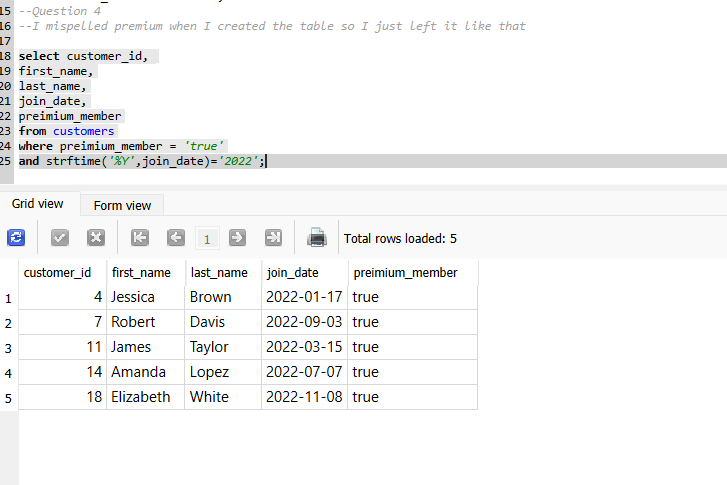 15 --Question 4
16 --I mispelled premium when I created the table so I just left it like that
17
18 select customer_id,
19 first_name,
20 last_name,
21 join_date,
22 preimium_member
23 from customers
24 where preimium_member = 'true'
25 and strftime('%Y',join_date)='2022';
Grid view Form view
1 Total rows loaded: 5
customer_id first_name last_name join_date preimium_member
1 4 Jessica Brown 2022-01-17 true
2 7 Robert Davis 2022-09-03 true
3 11 James Taylor 2022-03-15 true
4 14 Amanda Lopez 2022-07-07 true
5 18 Elizabeth White 2022-11-08 true